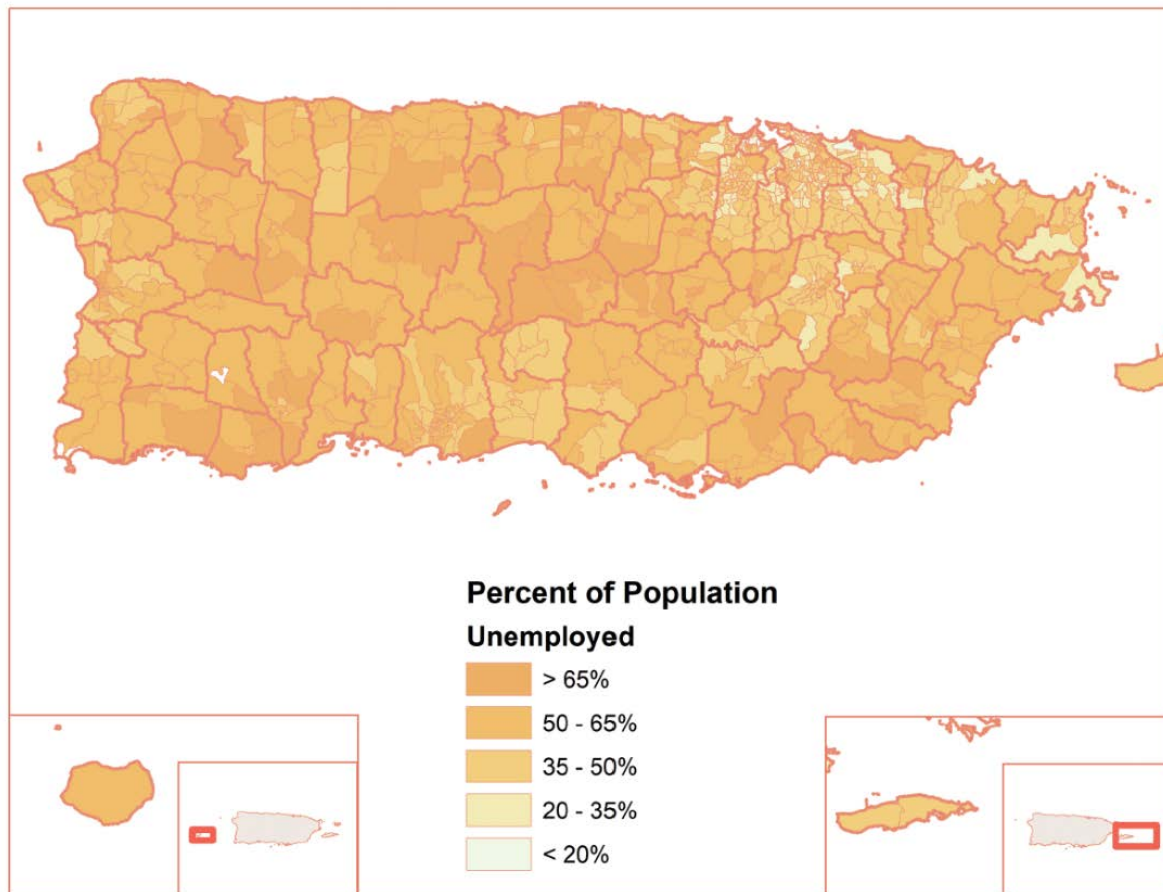 Percent of Population
Unemployed
> 65%
50 - 65%
35 - 50%
20 - 35%
< 20%